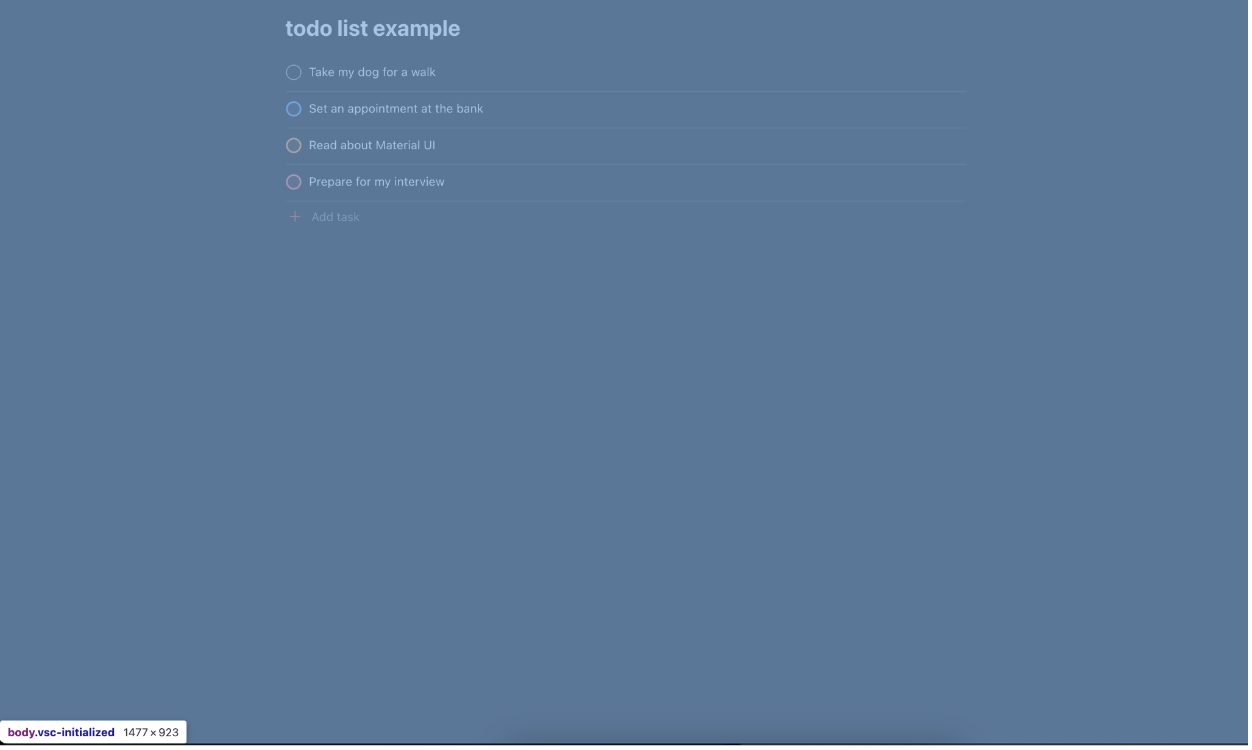 todo list example
Take my dog for a walk
Set an appointment at the bank
Read about Material UI
Prepare for my interview
+ Add task
body.vsc-initialized 1477×923